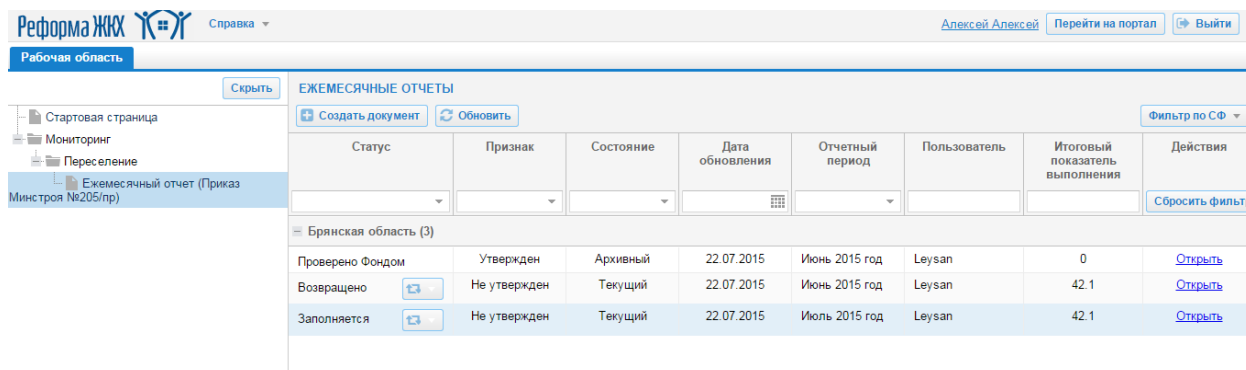 Реформа ЖКХ Справка Алексей Алексей Перейти на портал Выйти
Рабочая область
Скрыть ЕЖЕМЕСЯЧНЫЕ ОТЧЕТЫ
Стартовая страница Создать документ Обновить Фильтр по СФ
Мониторинг
Переселение
Ежемесячный отчет (Приказ
Минстроя №205/пр)
Статус Признак Состояние Дата обновления Отчетный период Пользователь Итоговый показатель выполнения Действия
Сбросить фильт
Брянская область (3)
Проверено Фондом Утвержден Архивный 22.07.2015 Июнь 2015 год Leysan 0 Открыть
Возвращено Не утвержден Текущий 22.07.2015 Июнь 2015 год Leysan 42.1 Открыть
Заполняется Не утвержден Текущий 22.07.2015 Июль 2015 год Leysan 42.1 Открыть